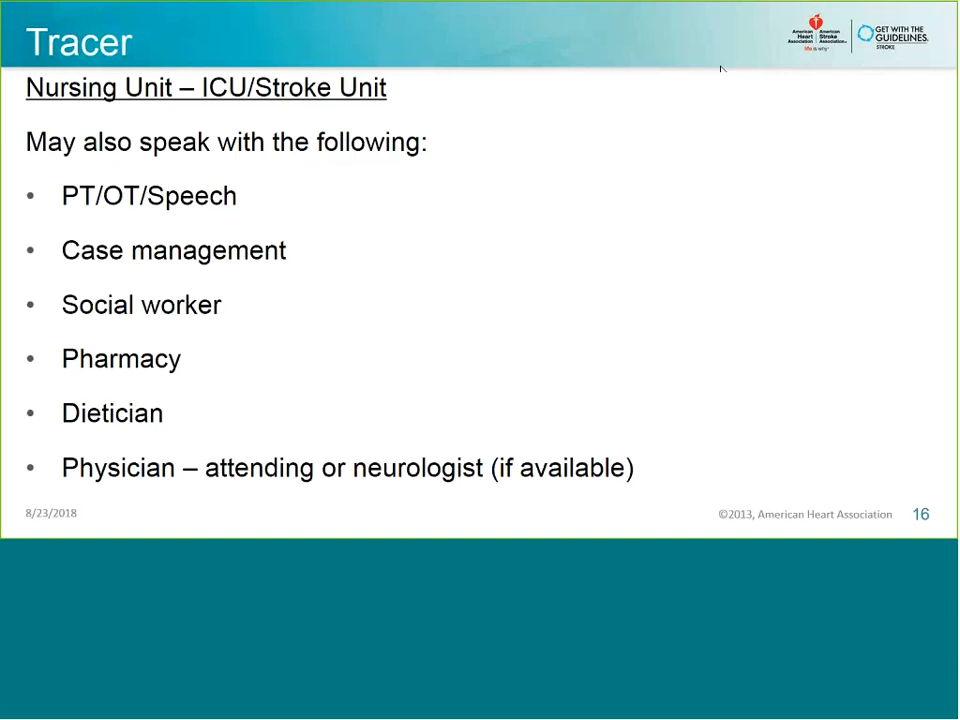 Tracer
American Heart Association
American Stroke Association
life is why
GET WITH THE GUIDELINES.
STROKE
Nursing Unit – ICU/Stroke Unit
May also speak with the following:
• PT/OT/Speech
• Case management
• Social worker
• Pharmacy
• Dietician
• Physician – attending or neurologist (if available)
8/23/2018
©2013, American Heart Association
16